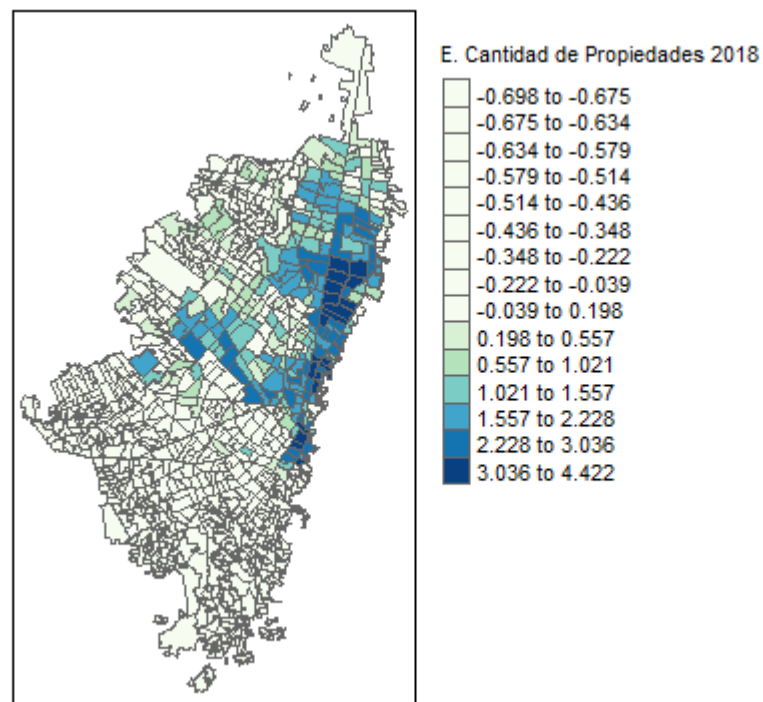 E. Cantidad de Propiedades 2018
-0.698 to -0.675
-0.675 to -0.634
-0.634 to -0.579
-0.579 to -0.514
-0.514 to -0.436
-0.436 to -0.348
-0.348 to -0.222
-0.222 to -0.039
-0.039 to 0.198
0.198 to 0.557
0.557 to 1.021
1.021 to 1.557
1.557 to 2.228
2.228 to 3.036
3.036 to 4.422